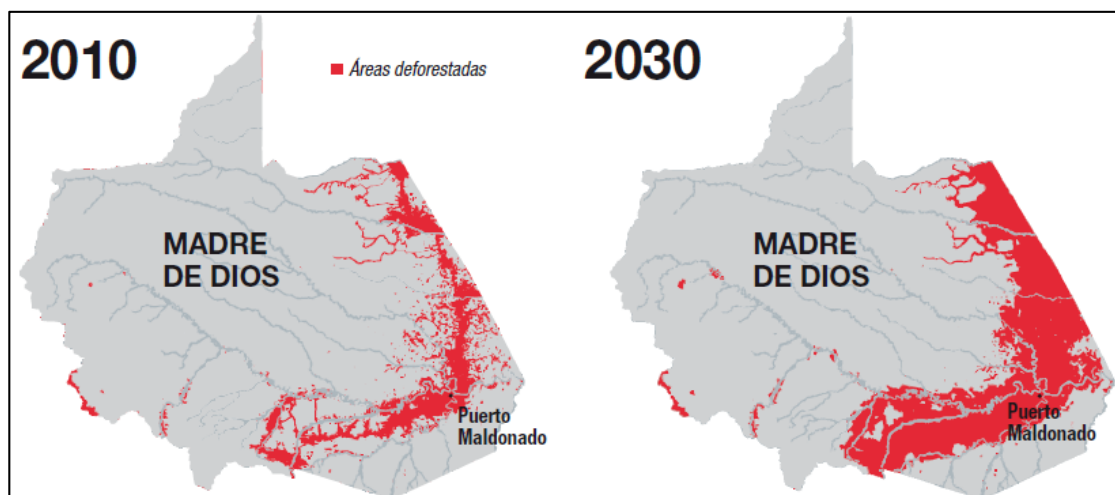 2010
Áreas deforestadas
MADRE
DE DIOS
Puerto
Maldonado
2030
MADRE
DE DIOS
Puerto
Maldonado